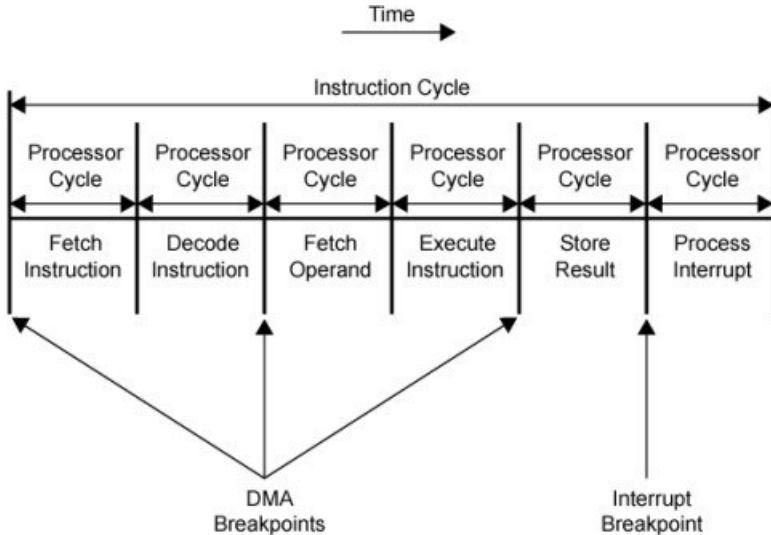 Time
Instruction Cycle
Processor Processor Processor Processor Processor Processor
Cycle Cycle Cycle Cycle Cycle Cycle
Fetch Decode Fetch Execute Store Process
Instruction Instruction Operand Instruction Result Interrupt
DMA Interrupt
Breakpoints Breakpoint